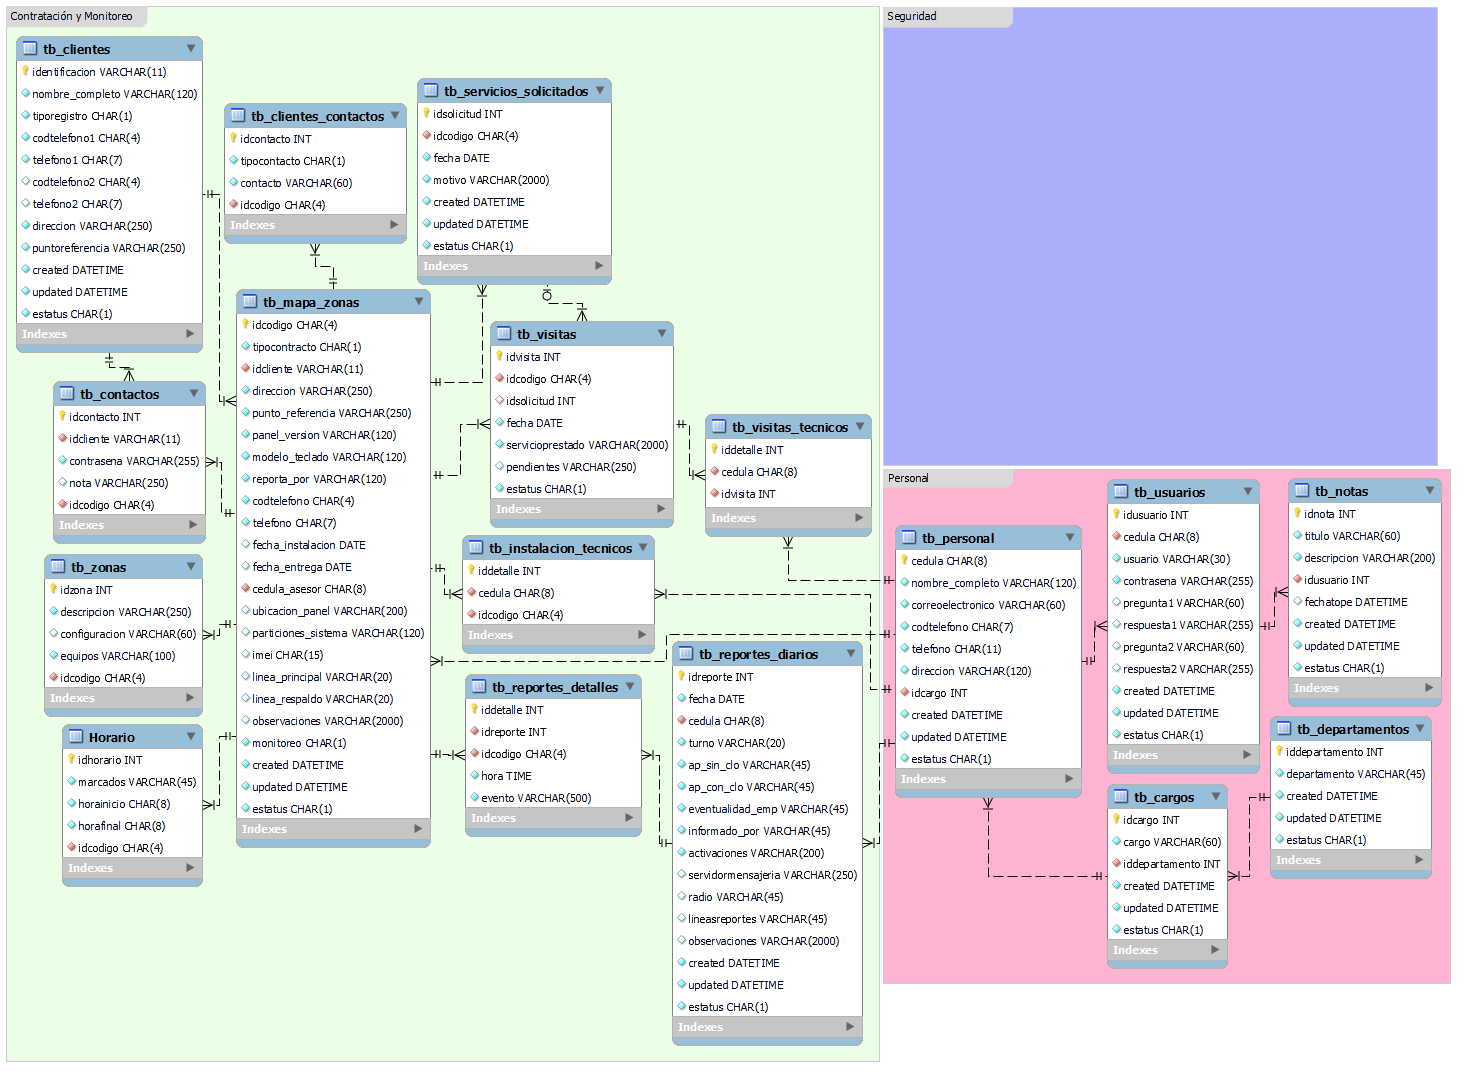 Contratación y Monitoreo
tb_clientes
identificacion VARCHAR(11)
nombre_completo VARCHAR(120)
tiporegistro CHAR(1)
codtelefono1 CHAR(4)
telefono1 CHAR(7)
codtelefono2 CHAR(4)
telefono2 CHAR(7)
direccion VARCHAR(250)
puntoreferencia VARCHAR(250)
created DATETIME
updated DATETIME
estatus CHAR(1)
Indexes
tb_clientes_contactos
idcontacto INT
tipocontacto CHAR(1)
contacto VARCHAR(60)
idcodigo CHAR(4)
Indexes
tb_servicios_solicitados
idsolicitud INT
idcodigo CHAR(4)
fecha DATE
motivo VARCHAR(2000)
created DATETIME
updated DATETIME
estatus CHAR(1)
Indexes
tb_contactos
idcontacto INT
idcliente VARCHAR(11)
contrasena VARCHAR(255)
nota VARCHAR(250)
idcodigo CHAR(4)
Indexes
tb_zonas
idzona INT
descripcion VARCHAR(250)
configuracion VARCHAR(60)
equipos VARCHAR(100)
idcodigo CHAR(4)
Indexes
Horario
idhorario INT
marcados VARCHAR(45)
horainicio CHAR(8)
horafinal CHAR(8)
idcodigo CHAR(4)
Indexes
tb_mapa_zonas
idcodigo CHAR(4)
tipocontracto CHAR(1)
idcliente VARCHAR(11)
direccion VARCHAR(250)
punto_referencia VARCHAR(250)
panel_version VARCHAR(120)
modelo_teclado VARCHAR(120)
reporta_por VARCHAR(120)
codtelefono CHAR(4)
telefono CHAR(7)
fecha_instalacion DATE
fecha_entrega DATE
cedula_asesor CHAR(8)
ubicacion_panel VARCHAR(200)
particiones_sistema VARCHAR(120)
imei CHAR(15)
linea_principal VARCHAR(20)
linea_respaldo VARCHAR(20)
observaciones VARCHAR(2000)
monitoreo CHAR(1)
created DATETIME
updated DATETIME
estatus CHAR(1)
Indexes
tb_visitas
idvisita INT
idcodigo CHAR(4)
idsolicitud INT
fecha DATE
servicioprestado VARCHAR(2000)
pendientes VARCHAR(250)
estatus CHAR(1)
Indexes
tb_visitas_tecnicos
iddetalle INT
cedula CHAR(8)
idvisita INT
Indexes
tb_instalacion_tecnicos
iddetalle INT
cedula CHAR(8)
idcodigo CHAR(4)
Indexes
tb_reportes_detalles
iddetalle INT
idreporte INT
idcodigo CHAR(4)
hora TIME
evento VARCHAR(500)
Indexes
tb_reportes_diarios
idreporte INT
fecha DATE
cedula CHAR(8)
turno VARCHAR(20)
ap_sin_clo VARCHAR(45)
ap_con_clo VARCHAR(45)
eventualidad_emp VARCHAR(45)
informado_por VARCHAR(45)
activaciones VARCHAR(200)
servidormensajeria VARCHAR(250)
radio VARCHAR(45)
lineasreportes VARCHAR(45)
observaciones VARCHAR(2000)
created DATETIME
updated DATETIME
estatus CHAR(1)
Indexes
Seguridad
Personal
tb_personal
cedula CHAR(8)
nombre_completo VARCHAR(120)
correoelectronico VARCHAR(60)
codtelefono CHAR(7)
telefono CHAR(11)
direccion VARCHAR(120)
idcargo INT
created DATETIME
updated DATETIME
estatus CHAR(1)
Indexes
tb_usuarios
idusuario INT
cedula CHAR(8)
usuario VARCHAR(30)
contrasena VARCHAR(255)
pregunta1 VARCHAR(60)
respuesta1 VARCHAR(255)
pregunta2 VARCHAR(60)
respuesta2 VARCHAR(255)
created DATETIME
updated DATETIME
estatus CHAR(1)
Indexes
tb_notas
idnota INT
titulo VARCHAR(60)
descripcion VARCHAR(200)
idusuario INT
fechatope DATETIME
created DATETIME
updated DATETIME
estatus CHAR(1)
Indexes
tb_departamentos
iddepartamento INT
departamento VARCHAR(45)
created DATETIME
updated DATETIME
estatus CHAR(1)
Indexes
tb_cargos
idcargo INT
cargo VARCHAR(60)
iddepartamento INT
created DATETIME
updated DATETIME
estatus CHAR(1)
Indexes